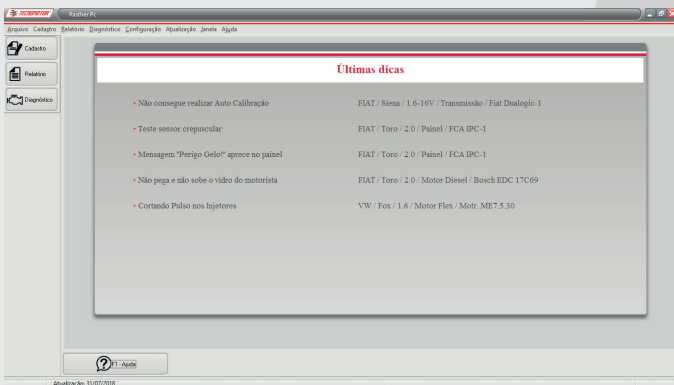 TECNOMOTOR Rasther Pc
Arquivo Cadastro Relatório Diagnóstico Configuração Atualização Janela Ajuda
Cadastro
Relatório
Diagnóstico
Últimas dicas
• Não consegue realizar Auto Calibração FIAT / Siena / 1.6-16V / Transmissão / Fiat Dualogic-1
• Teste sensor crepuscular FIAT / Toro / 2.0 / Painel / FCA IPC-1
• Mensagem "Perigo Gelo!" aprece no painel FIAT / Toro / 2.0 / Painel / FCA IPC-1
• Não pega e não sobe o vidro do motorista FIAT / Toro / 2.0 / Motor Diesel / Bosch EDC 17C69
• Cortando Pulso nos Injetores VW / Fox / 1.6 / Motor Flex / Motr. ME7.5.30
F1 - Ajuda
Atualização: 31/07/2018